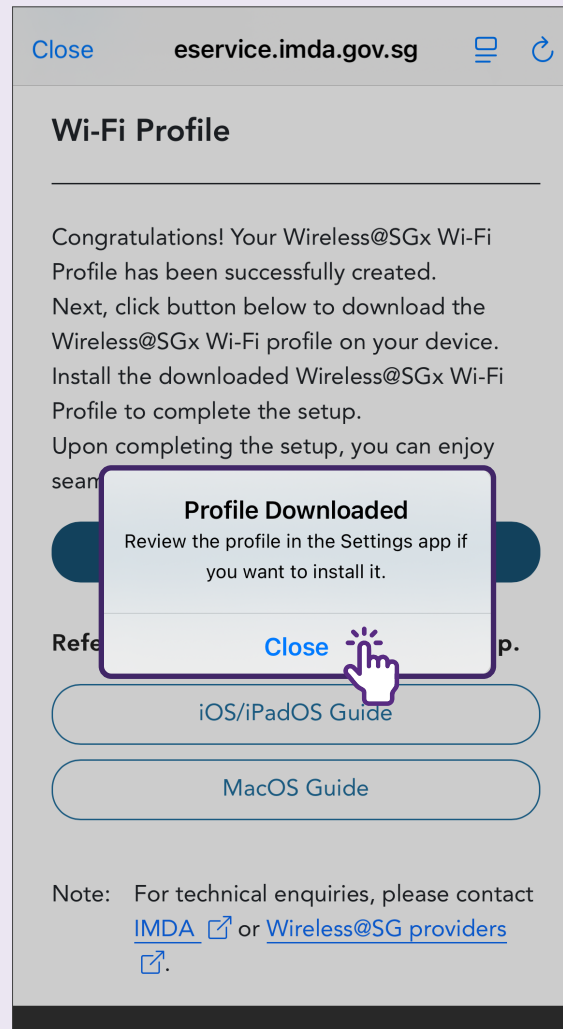 Close eservice.imda.gov.sg
Wi-Fi Profile
Congratulations! Your Wireless@SGx Wi-Fi
Profile has been successfully created.
Next, click button below to download the
Wireless@SGx Wi-Fi profile on your device.
Install the downloaded Wireless@SGx Wi-Fi
Profile to complete the setup.
Upon completing the setup, you can enjoy
Profile Downloaded
Review the profile in the Settings app if
you want to install it.
Close
iOS/iPadOS Guide
MacOS Guide
Note: For technical enquiries, please contact
IMDA or Wireless@SG providers
.